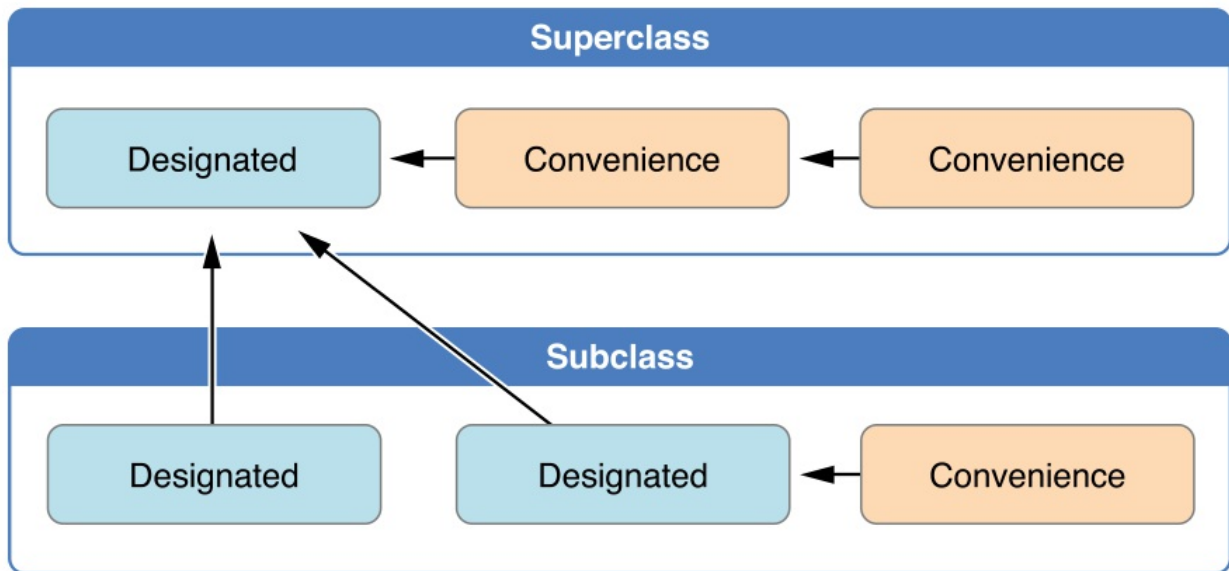 Superclass
Designated
Convenience
Convenience
Subclass
Designated
Designated
Convenience